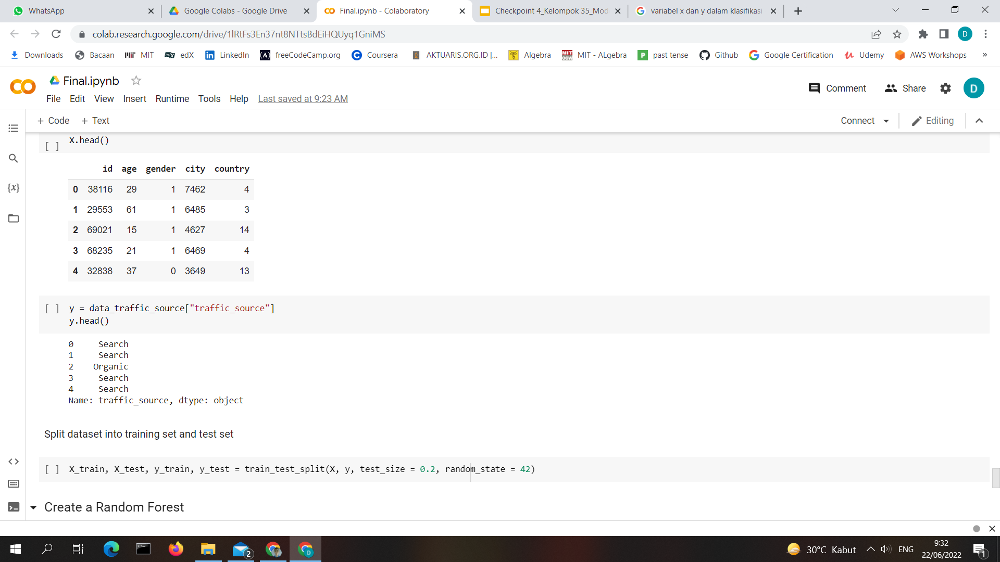 WhatsApp
Google Colabs - Google Drive
Final.ipynb - Colaboratory
Checkpoint 4_Kelompok 35_Mod
variabel x dan y dalam klasifikasi
colab.research.google.com/drive/1lRtFs3En37nt8NTtsBdEiHQUyq1GniMS
D
Downloads
Bacaan
MIT
edX
LinkedIn
freeCodeCamp.org
Coursera
AKTUARIS.ORG.ID |...
Algebra
MIT - ALgebra
past tense
Github
Google Certification
Udemy
AWS Workshops
»
Final.ipynb
File Edit View Insert Runtime Tools Help Last saved at 9:23 AM
Comment
Share
D
+ Code + Text
Connect
Editing
{x}
[ ] X.head()
id age gender city country
0 38116 29 1 7462 4
1 29553 61 1 6485 3
2 69021 15 1 4627 14
3 68235 21 1 6469 4
4 32838 37 0 3649 13
[ ] y = data_traffic_source["traffic_source"]
y.head()
0 Search
1 Search
2 Organic
3 Search
4 Search
Name: traffic_source, dtype: object
Split dataset into training set and test set
[ ] X_train, X_test, y_train, y_test = train_test_split(X, y, test_size = 0.2, random_state = 42)
Create a Random Forest
2
D
30°C Kabut
ENG
9:32
22/06/2022
1